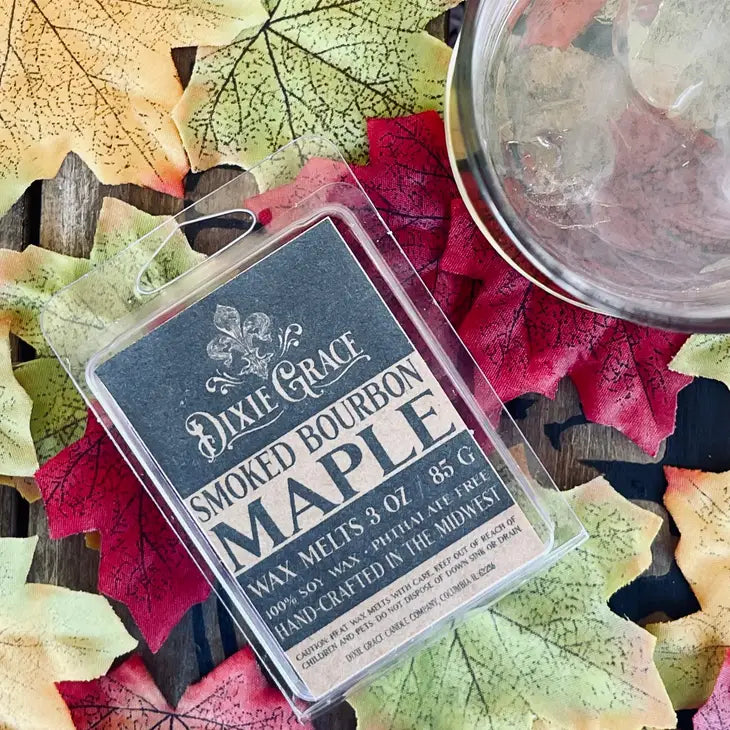 DIXIE GRACE
SMOKED BOURBON
MAPLE
WAX MELTS 3 OZ / 85 G
100% SOY WAX · PHTHALATE FREE
HAND-CRAFTED IN THE MIDWEST
CAUTION: HEAT WAX MELTS WITH CARE. KEEP OUT OF REACH OF
CHILDREN AND PETS. DO NOT DISPOSE OF DOWN SINK OR DRAIN.
DIXIE GRACE CANDLE COMPANY, COLUMBIA IL 62236